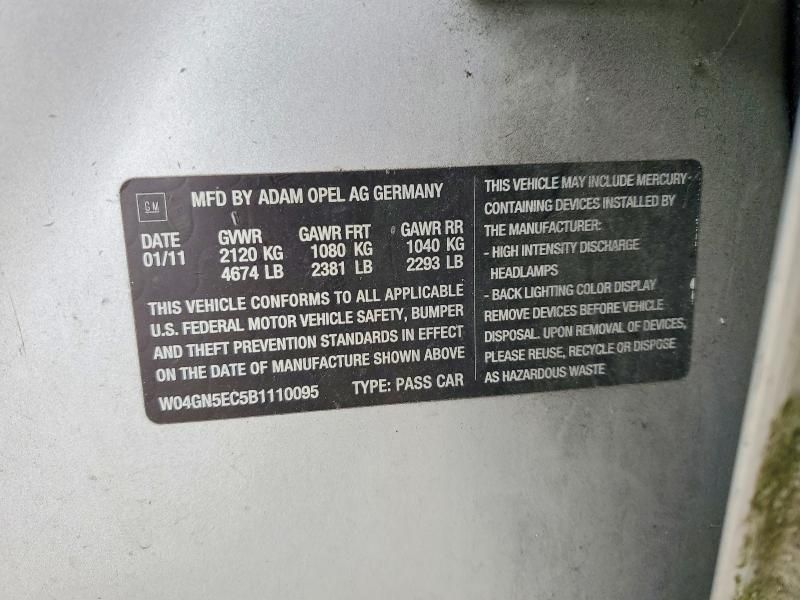 GM
MFD BY ADAM OPEL AG GERMANY
DATE GVWR GAWR FRT GAWR RR
01/11 2120 KG 1080 KG 1040 KG
4674 LB 2381 LB 2293 LB
THIS VEHICLE CONFORMS TO ALL APPLICABLE
U.S. FEDERAL MOTOR VEHICLE SAFETY, BUMPER
AND THEFT PREVENTION STANDARDS IN EFFECT
ON THE DATE OF MANUFACTURE SHOWN ABOVE
W04GN5EC5B1110095 TYPE: PASS CAR
THIS VEHICLE MAY INCLUDE MERCURY-
CONTAINING DEVICES INSTALLED BY
THE MANUFACTURER:
- HIGH INTENSITY DISCHARGE
HEADLAMPS
- BACK LIGHTING COLOR DISPLAY
REMOVE DEVICES BEFORE VEHICLE
DISPOSAL. UPON REMOVAL OF DEVICES,
PLEASE REUSE, RECYCLE OR DISPOSE
AS HAZARDOUS WASTE